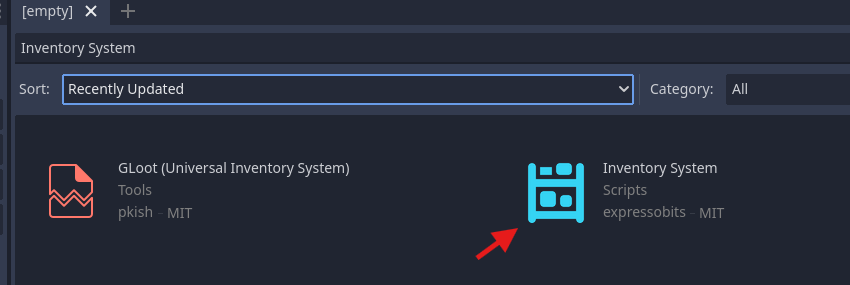 [empty]
Inventory System
Sort: Recently Updated Category: All
GLoot (Universal Inventory System)
Tools
pkish - MIT
Inventory System
Scripts
expressobits - MIT